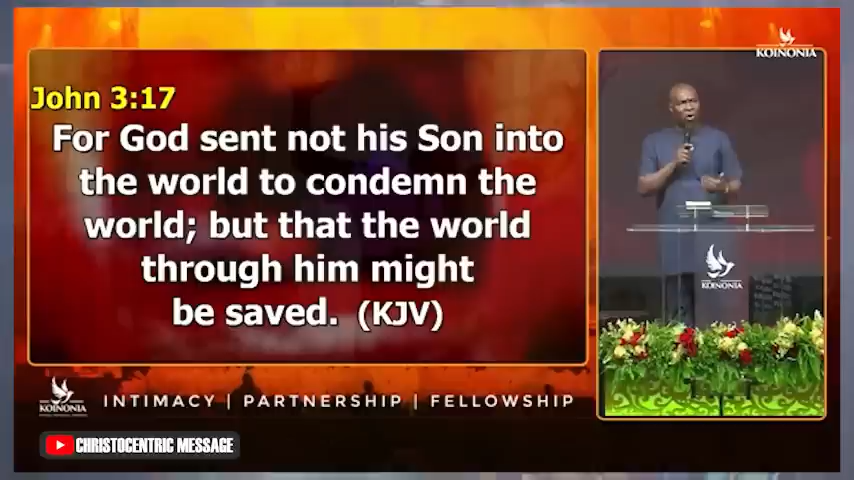 KOINONIA
John 3:17
For God sent not his Son into
the world to condemn the
world; but that the world
through him might
be saved. (KJV)
KOINONIA
KOINONIA
INTIMACY | PARTNERSHIP | FELLOWSHIP
CHRISTOCENTRIC MESSAGE